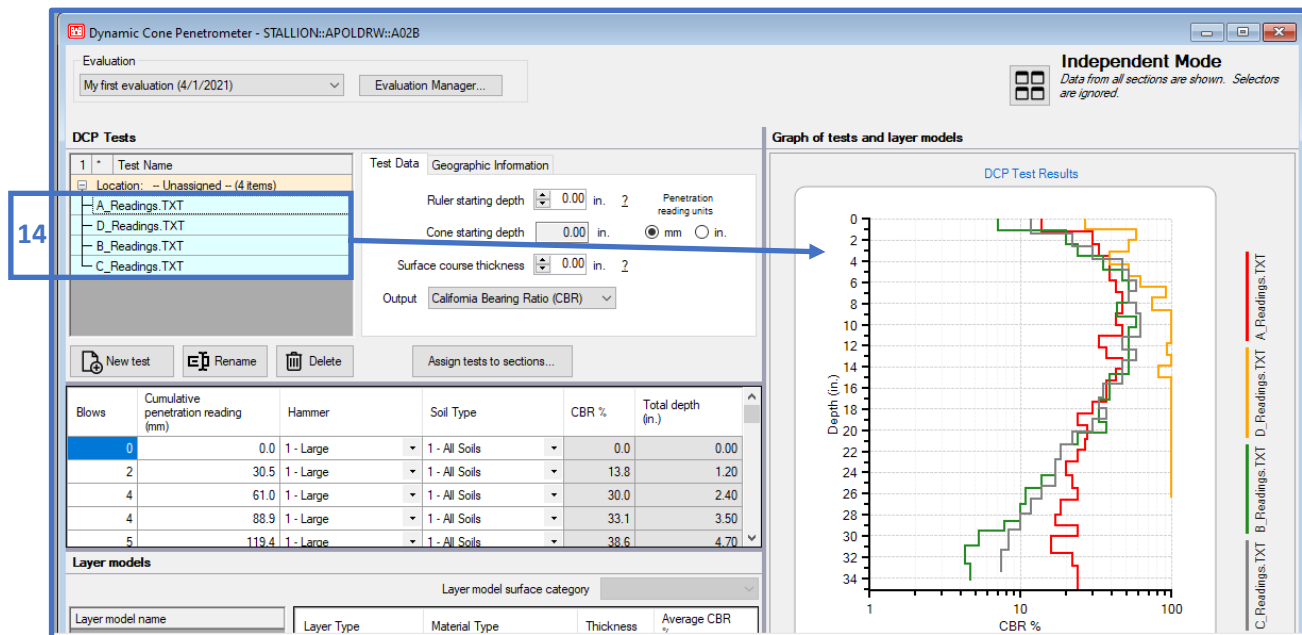 Dynamic Cone Penetrometer - STALLION::APOLDRW::A02B
Evaluation
My first evaluation (4/1/2021)
Evaluation Manager...
Independent Mode
Data from all sections are shown. Selectors
are ignored.
DCP Tests
1 * Test Name
Location: -- Unassigned -- (4 items)
A_Readings.TXT
D_Readings.TXT
B_Readings.TXT
C_Readings.TXT
14
Test Data Geographic Information
Ruler starting depth 0.00 in. ?
Cone starting depth 0.00 in.
Surface course thickness 0.00 in. ?
Penetration
reading units
mm in.
Output California Bearing Ratio (CBR)
New test Rename Delete Assign tests to sections...
Blows Cumulative penetration reading (mm) Hammer Soil Type CBR % Total depth (in.)
0 0.0 1 - Large 1 - All Soils 0.0 0.00
2 30.5 1 - Large 1 - All Soils 13.8 1.20
4 61.0 1 - Large 1 - All Soils 30.0 2.40
4 88.9 1 - Large 1 - All Soils 33.1 3.50
5 119.4 1 - Large 1 - All Soils 38.6 4.70
Layer models
Layer model surface category
Layer model name
Layer Type Material Type Thickness Average CBR
%
Graph of tests and layer models
DCP Test Results
Depth (in.)
0
2
4
6
8
10
12
14
16
18
20
22
24
26
28
30
32
34
1 10 100
CBR %
A_Readings.TXT
D_Readings.TXT
B_Readings.TXT
C_Readings.TXT